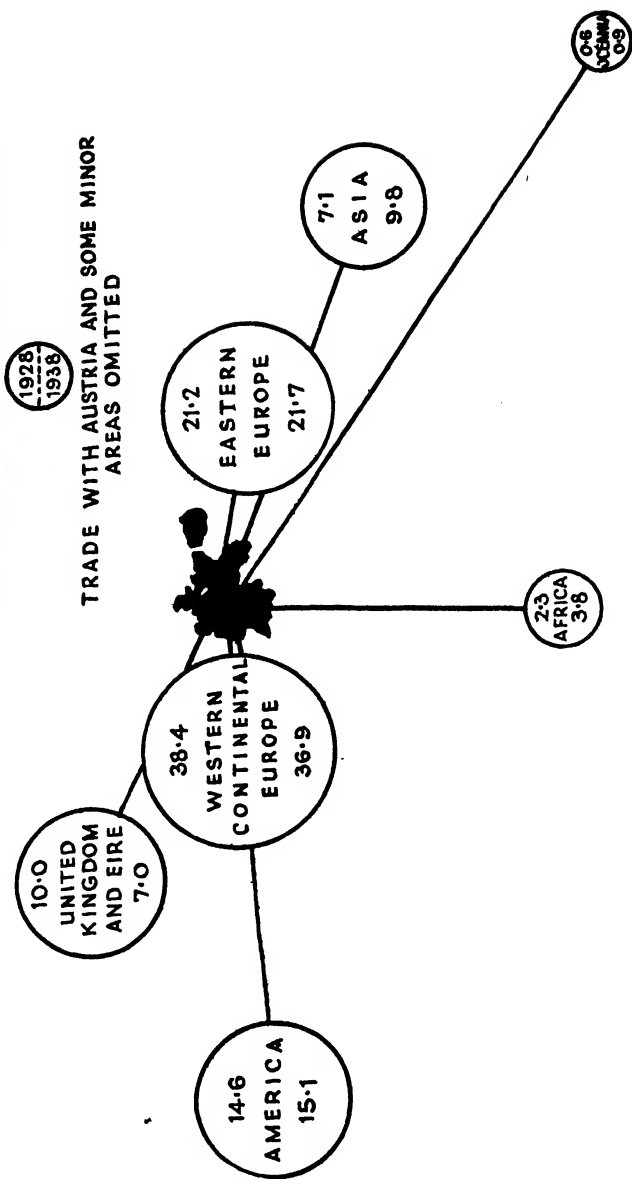 1928
1938
TRADE WITH AUSTRIA AND SOME MINOR
AREAS OMITTED
10·0
UNITED
KINGDOM
AND EIRE
7·0
38·4
WESTERN
CONTINENTAL
EUROPE
36·9
21·2
EASTERN
EUROPE
21·7
14·6
AMERICA
15·1
7·1
ASIA
9·8
2·3
AFRICA
3·8
0·6
OCEANIA
0·9